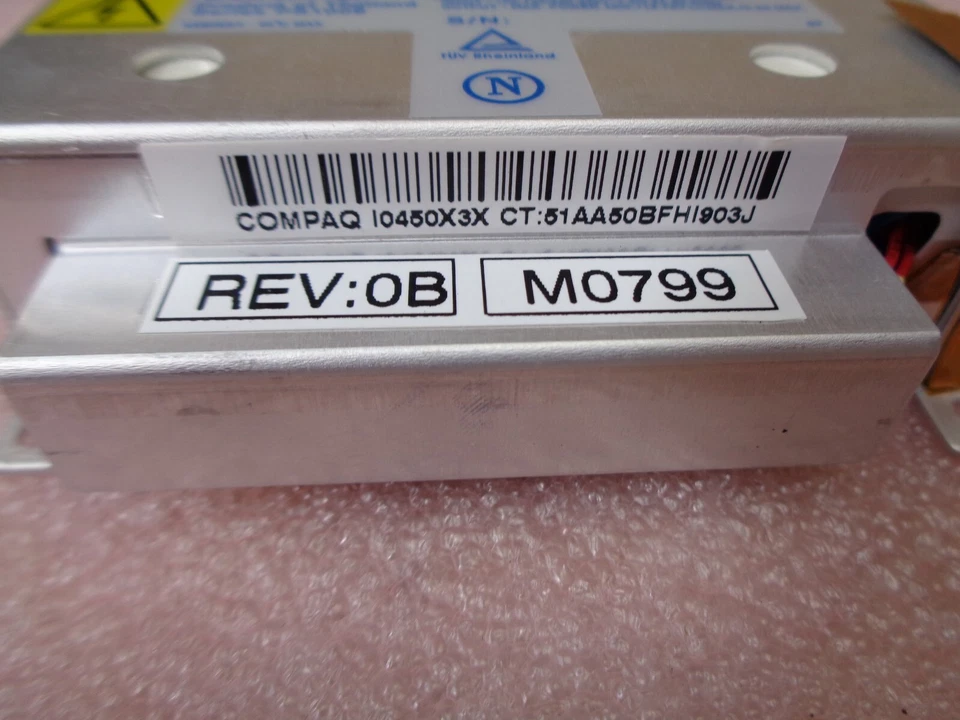 S/N:
TÜV Rheinland
N
COMPAQ I0450X3X CT:51AA50BFHI903J
REV:0B M0799